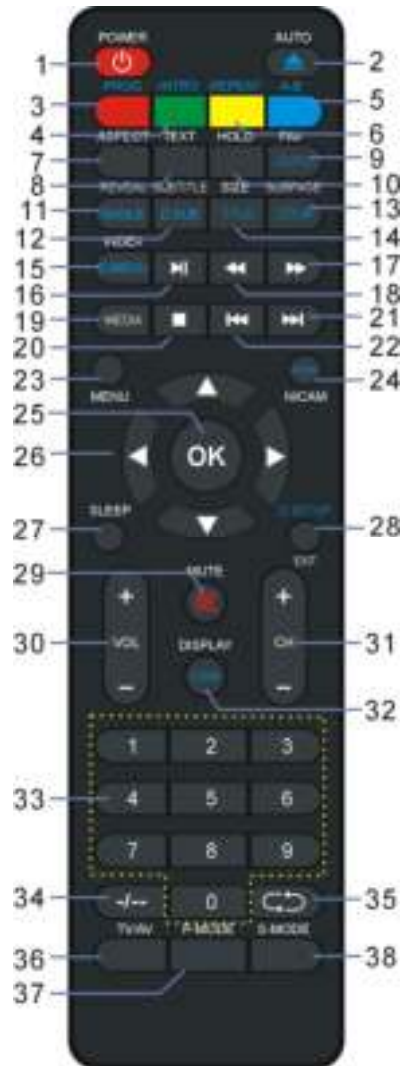 POWER AUTO
1 2
PROG INTRO REPEAT A-B
3 5
4 6
ASPECT TEXT HOLD FAV
7 9
8 10
REVEAL SUBTITLE SIZE SUBPAGE
11 13
12 14
INDEX
15 17
16 18
19 MEDIA 21
20 22
23 24
MENU NICAM
25
26 OK
SLEEP
27 28
EXIT
29 MUTE
+ +
30 VOL DISPLAY CH 31
- -
32
1 2 3
33 4 5 6
7 8 9
34 -/-- 0 35
TV/AV P-MODE S-MODE
36 38
37